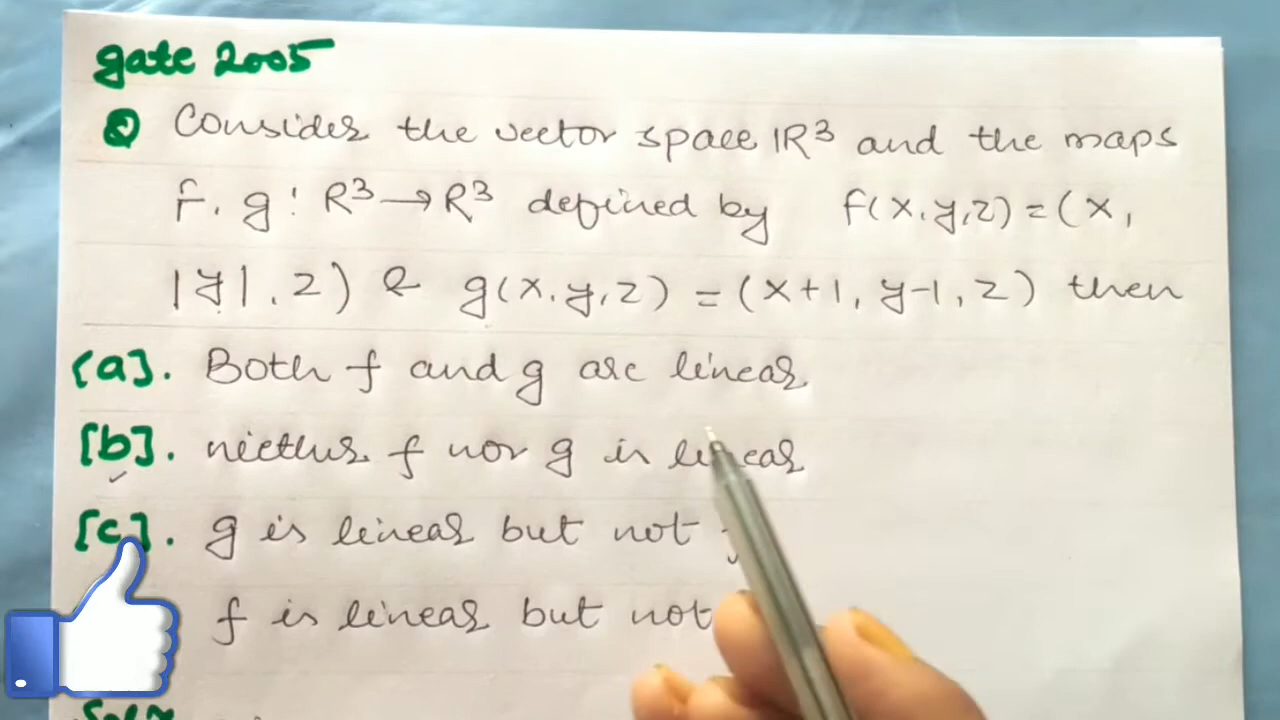 gate 2005
Q Consider the vector space IR³ and the maps
f, g : R³→R³ defined by f(x,y,z) = (x,
|y|, z) & g(x,y,z) = (x+1, y-1, z) then
[a]. Both f and g are linear
[b]. niether f nor g is linear
[c]. g is linear but not
f is linear but not